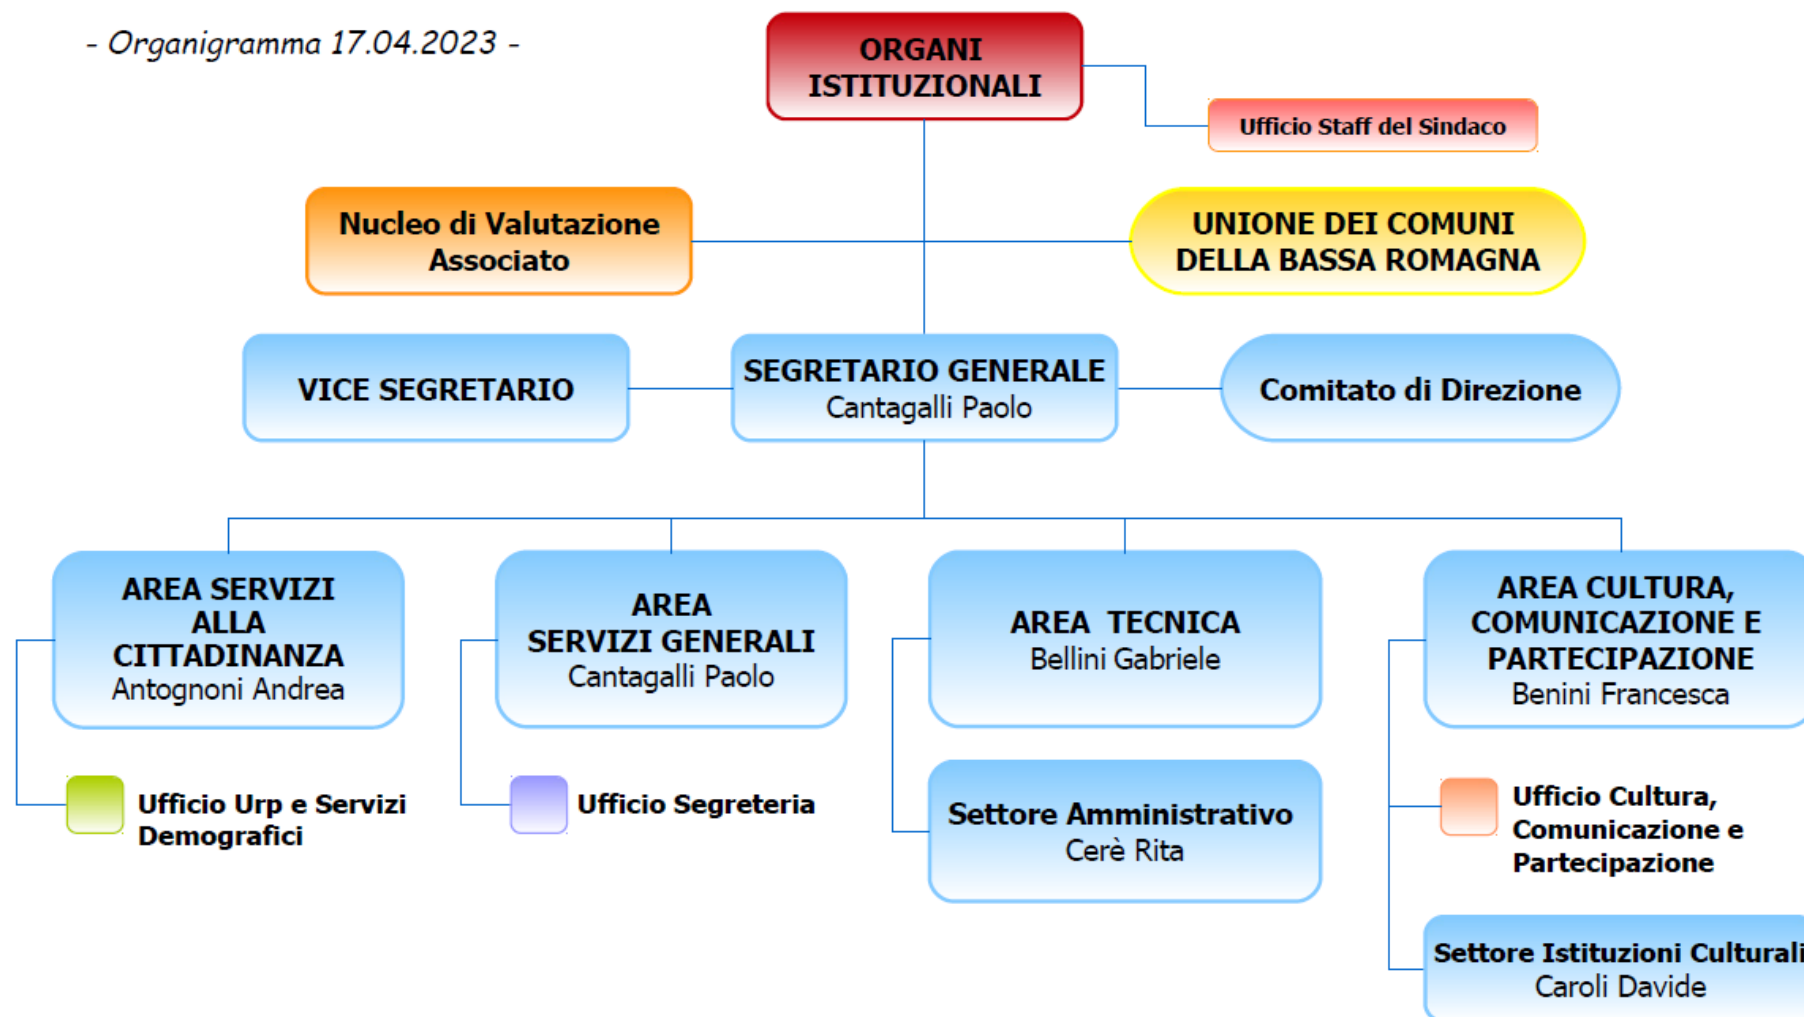 - Organigramma 17.04.2023 -
ORGANI
ISTITUZIONALI
Ufficio Staff del Sindaco
Nucleo di Valutazione
Associato
UNIONE DEI COMUNI
DELLA BASSA ROMAGNA
VICE SEGRETARIO
SEGRETARIO GENERALE
Cantagalli Paolo
Comitato di Direzione
AREA SERVIZI
ALLA
CITTADINANZA
Antognoni Andrea
AREA
SERVIZI GENERALI
Cantagalli Paolo
AREA TECNICA
Bellini Gabriele
AREA CULTURA,
COMUNICAZIONE E
PARTECIPAZIONE
Benini Francesca
Ufficio Urp e Servizi
Demografici
Ufficio Segreteria
Settore Amministrativo
Cerè Rita
Ufficio Cultura,
Comunicazione e
Partecipazione
Settore Istituzioni Culturali
Caroli Davide